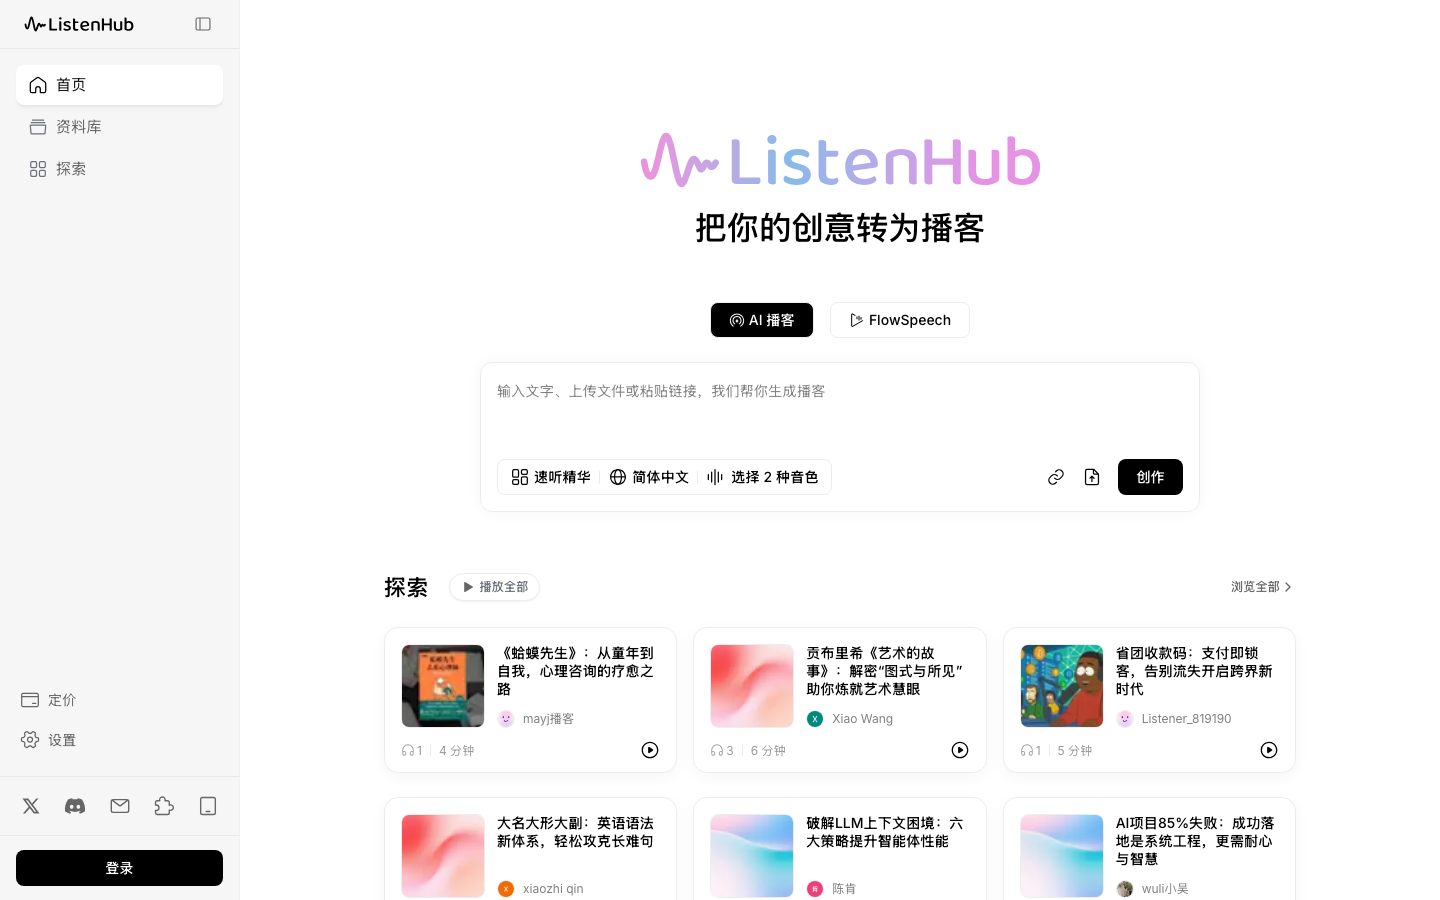 ListenHub
首页
资料库
探索
定价
设置
登录
ListenHub
把你的创意转为播客
AI 播客
FlowSpeech
输入文字、上传文件或粘贴链接，我们帮你生成播客
速听精华
简体中文
选择 2 种音色
创作
探索
播放全部
浏览全部
《蛤蟆先生》：从童年到
自我，心理咨询的疗愈之
路
mayj播客
1
4 分钟
贡布里希《艺术的故
事》：解密“图式与所见”
助你炼就艺术慧眼
X
Xiao Wang
3
6 分钟
省团收款码：支付即锁
客，告别流失开启跨界新
时代
Listener_819190
1
5 分钟
大名大形大副：英语语法
新体系，轻松攻克长难句
x
xiaozhi qin
破解LLM上下文困境：六
大策略提升智能体性能
陈肯
AI项目85%失败：成功落
地是系统工程，更需耐心
与智慧
wuli小吴